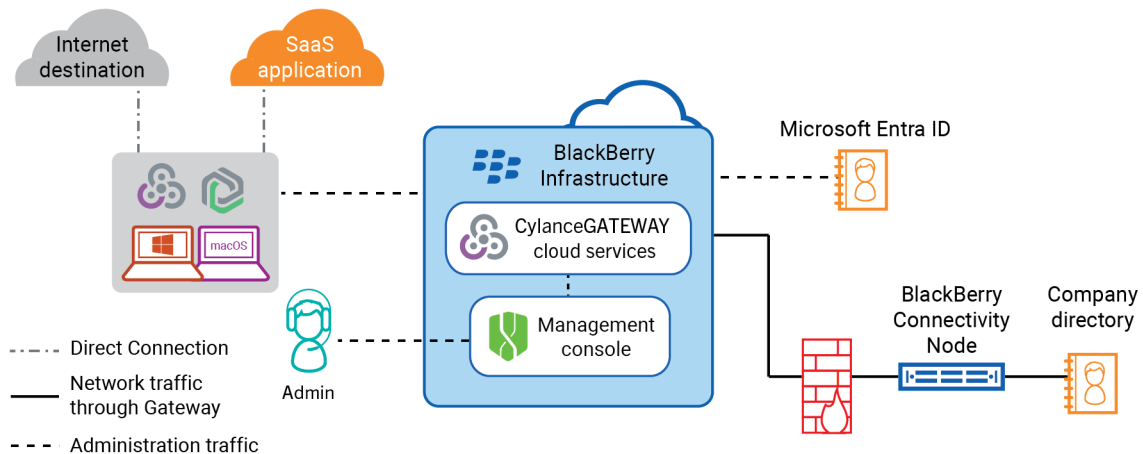 Internet
destination
SaaS
application
macOS
BlackBerry
Infrastructure
CylanceGATEWAY
cloud services
Management
console
Microsoft Entra ID
Admin
BlackBerry
Connectivity
Node
Company
directory
Direct Connection
Network traffic
through Gateway
Administration traffic